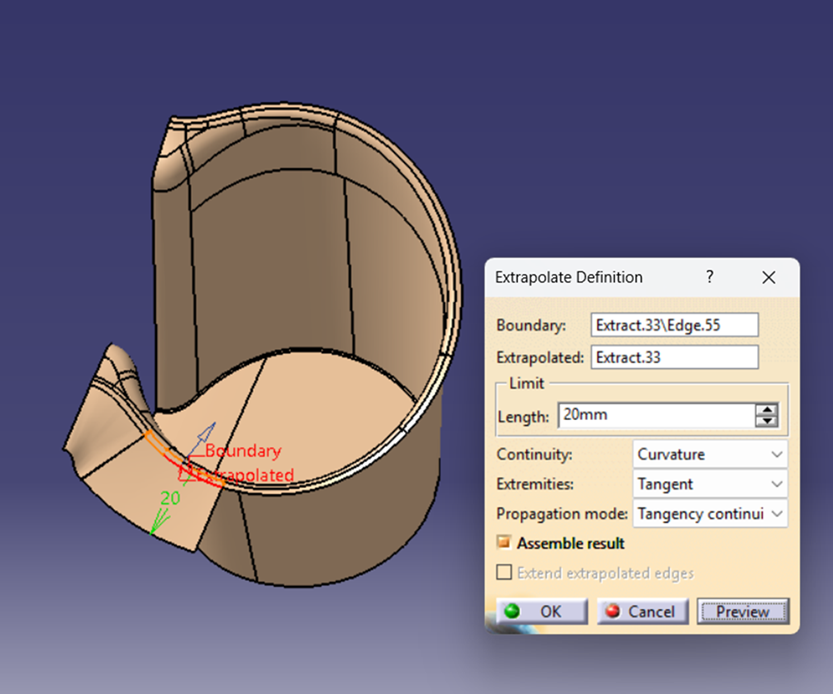 Extrapolate Definition ? ×
Boundary: Extract.33\Edge.55
Extrapolated: Extract.33
Limit
Length: 20mm
Continuity: Curvature
Extremities: Tangent
Propagation mode: Tangency continui
Assemble result
Extend extrapolated edges
OK Cancel Preview
Boundary
Extrapolated
20